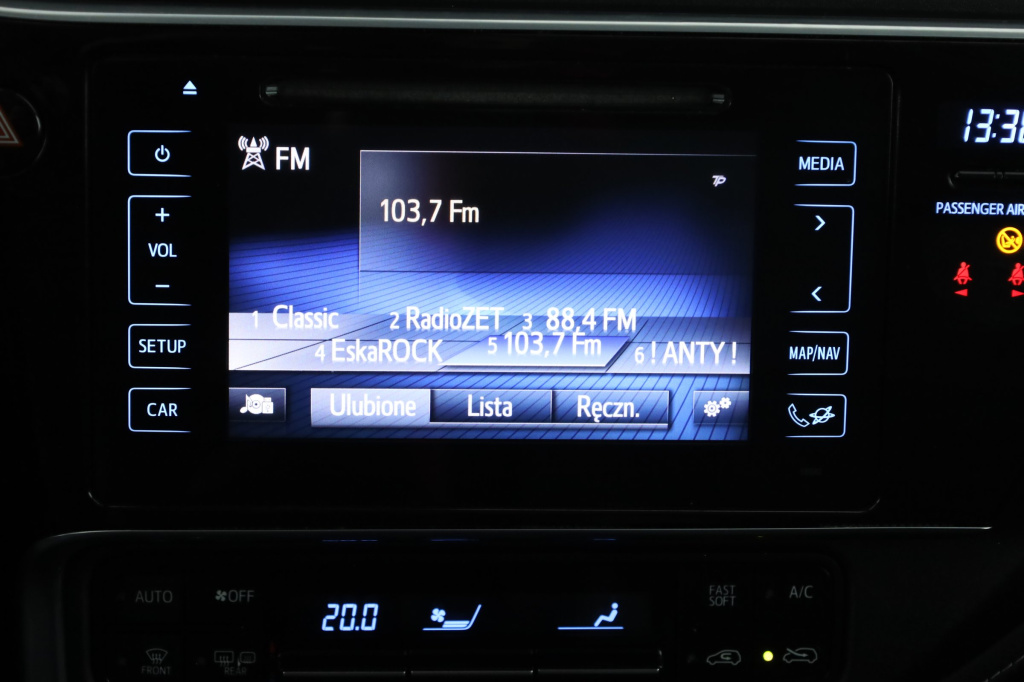 FM
TP
103,7 Fm
1 Classic 2 RadioZET 3 88,4 FM
4 EskaROCK 5 103,7 Fm 6 ! ANTY !
Ulubione Lista Ręczn.
+
VOL
−
SETUP
CAR
MEDIA
>
<
MAP/NAV
PASSENGER AIR
AUTO
OFF
20.0
FAST
SOFT
A/C
FRONT
REAR